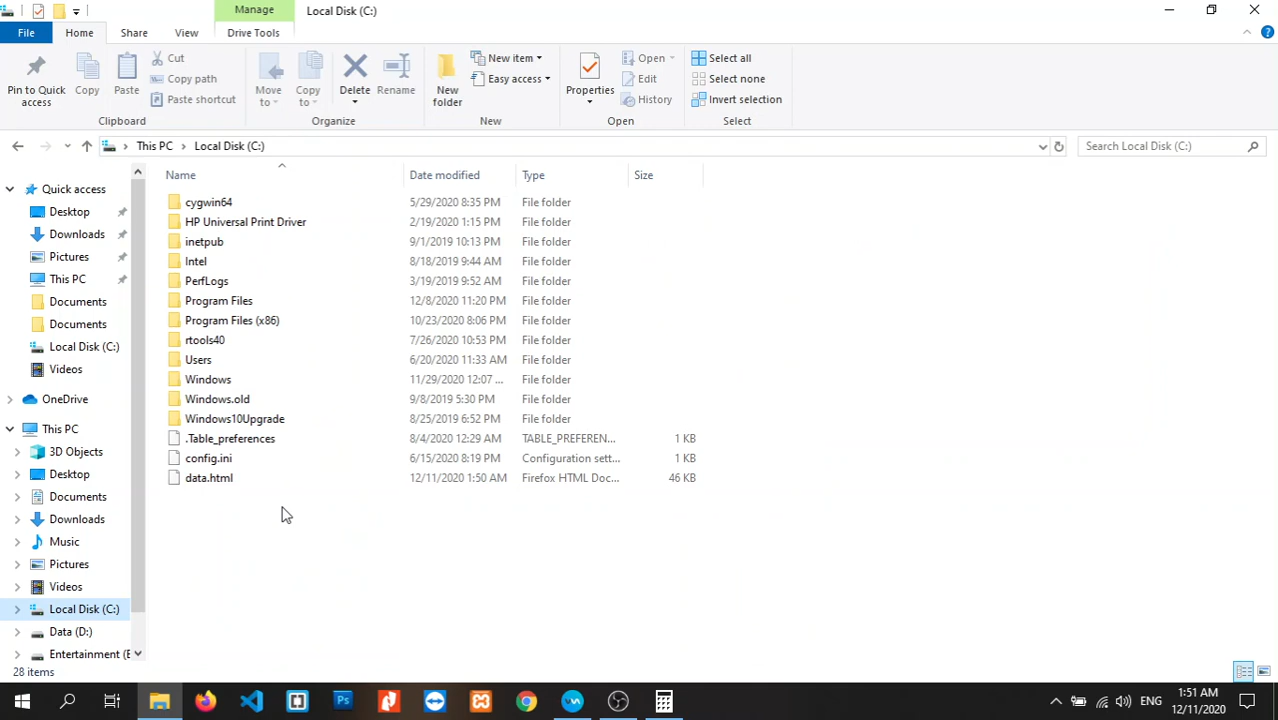 Manage
Local Disk (C:)
File
Home
Share
View
Drive Tools
Pin to Quick access
Copy
Paste
Cut
Copy path
Paste shortcut
Clipboard
Move to
Copy to
Delete
Rename
Organize
New folder
New item
Easy access
New
Properties
Open
Edit
History
Open
Select all
Select none
Invert selection
Select
This PC
Local Disk (C:)
Search Local Disk (C:)
Quick access
Desktop
Downloads
Pictures
This PC
Documents
Documents
Local Disk (C:)
Videos
OneDrive
This PC
3D Objects
Desktop
Documents
Downloads
Music
Pictures
Videos
Local Disk (C:)
Data (D:)
Entertainment (E
Name Date modified Type Size
cygwin64 5/29/2020 8:35 PM File folder
HP Universal Print Driver 2/19/2020 1:15 PM File folder
inetpub 9/1/2019 10:13 PM File folder
Intel 8/18/2019 9:44 AM File folder
PerfLogs 3/19/2019 9:52 AM File folder
Program Files 12/8/2020 11:20 PM File folder
Program Files (x86) 10/23/2020 8:06 PM File folder
rtools40 7/26/2020 10:53 PM File folder
Users 6/20/2020 11:33 AM File folder
Windows 11/29/2020 12:07 ... File folder
Windows.old 9/8/2019 5:30 PM File folder
Windows10Upgrade 8/25/2019 6:52 PM File folder
.Table_preferences 8/4/2020 12:29 AM TABLE_PREFEREN... 1 KB
config.ini 6/15/2020 8:19 PM Configuration sett... 1 KB
data.html 12/11/2020 1:50 AM Firefox HTML Doc... 46 KB
28 items
Ps
ENG
1:51 AM
12/11/2020